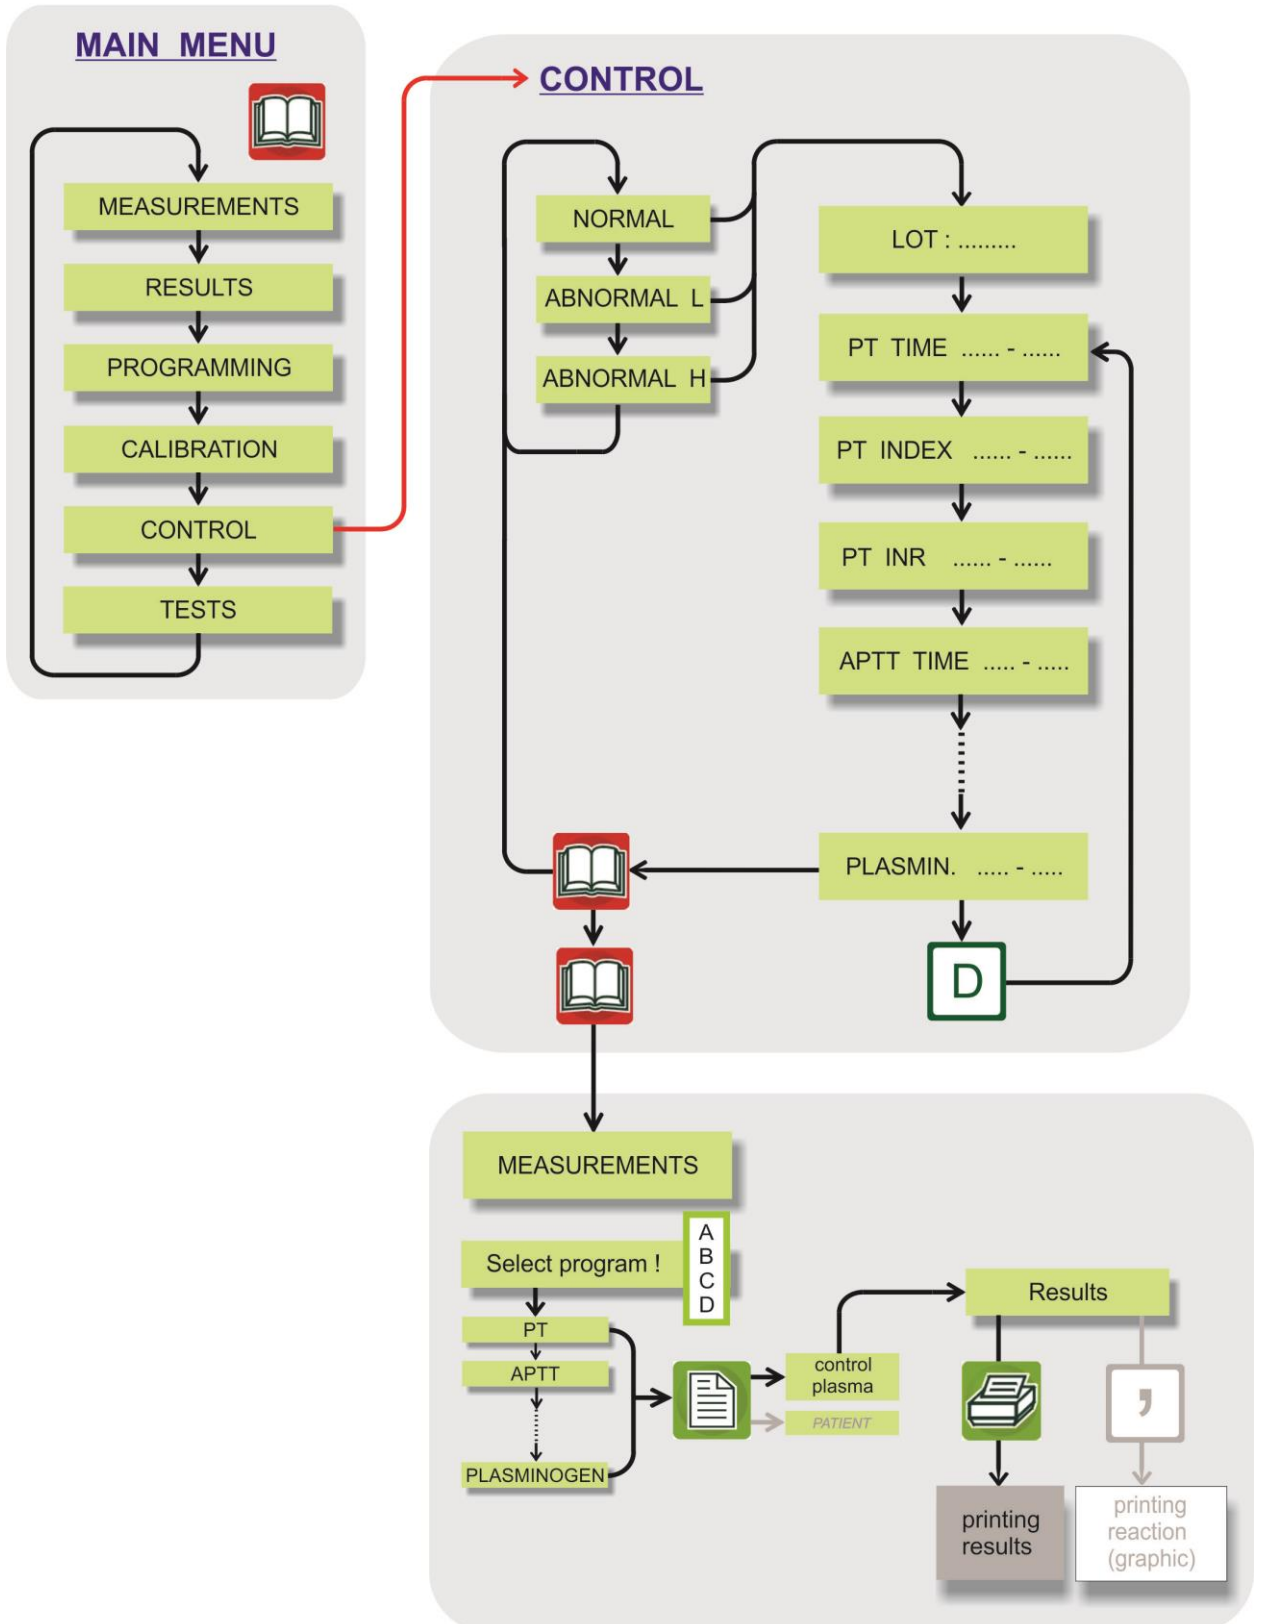 MAIN MENU
MEASUREMENTS
RESULTS
PROGRAMMING
CALIBRATION
CONTROL
TESTS
CONTROL
NORMAL
ABNORMAL L
ABNORMAL H
LOT : .........
PT TIME ...... - ......
PT INDEX ...... - ......
PT INR ...... - ......
APTT TIME ..... - .....
PLASMIN. ..... - .....
D
MEASUREMENTS
Select program !
A
B
C
D
PT
APTT
PLASMINOGEN
control
plasma
PATIENT
Results
,
printing
results
printing
reaction
(graphic)